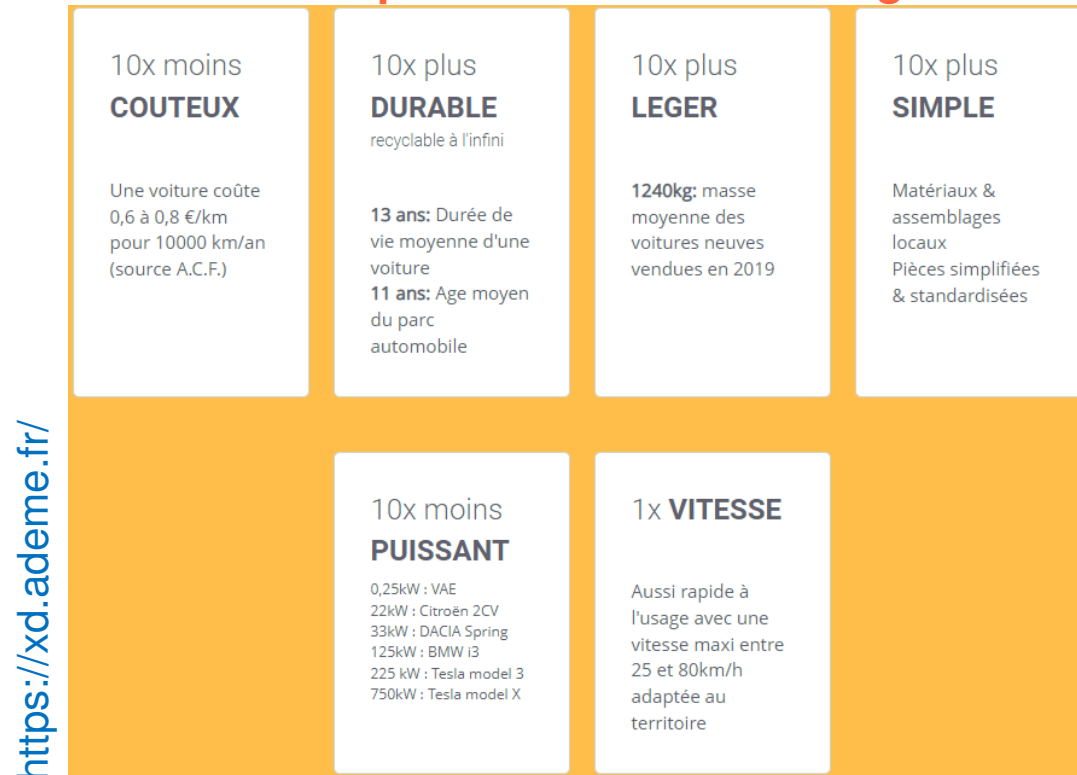 10x moins
COUTEUX
Une voiture coûte
0,6 à 0,8 €/km
pour 10000 km/an
(source A.C.F.)
10x plus
DURABLE
recyclable à l'infini
13 ans: Durée de
vie moyenne d'une
voiture
11 ans: Age moyen
du parc
automobile
10x plus
LEGER
1240kg: masse
moyenne des
voitures neuves
vendues en 2019
10x plus
SIMPLE
Matériaux &
assemblages
locaux
Pièces simplifiées
& standardisées
10x moins
PUISSANT
0,25kW : VAE
22kW : Citroën 2CV
33kW : DACIA Spring
125kW : BMW i3
225 kW : Tesla model 3
750kW : Tesla model X
1x VITESSE
Aussi rapide à
l'usage avec une
vitesse maxi entre
25 et 80km/h
adaptée au
territoire
https://xd.ademe.fr/